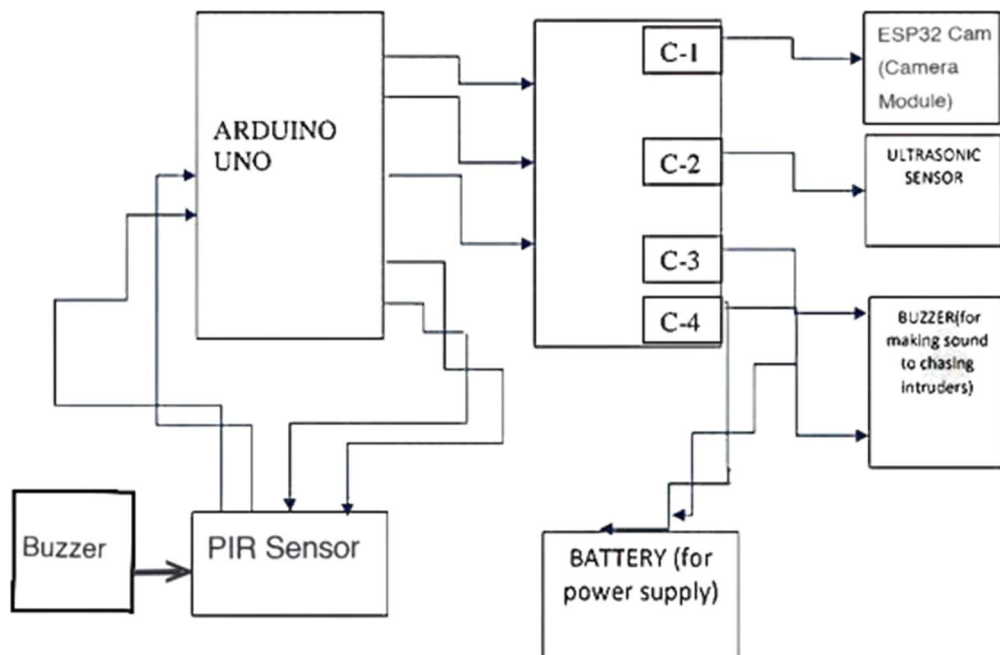 ARDUINO
UNO
C-1
C-2
C-3
C-4
ESP32 Cam
(Camera
Module)
ULTRASONIC
SENSOR
BUZZER(for
making sound
to chasing
intruders)
Buzzer
PIR Sensor
BATTERY (for
power supply)